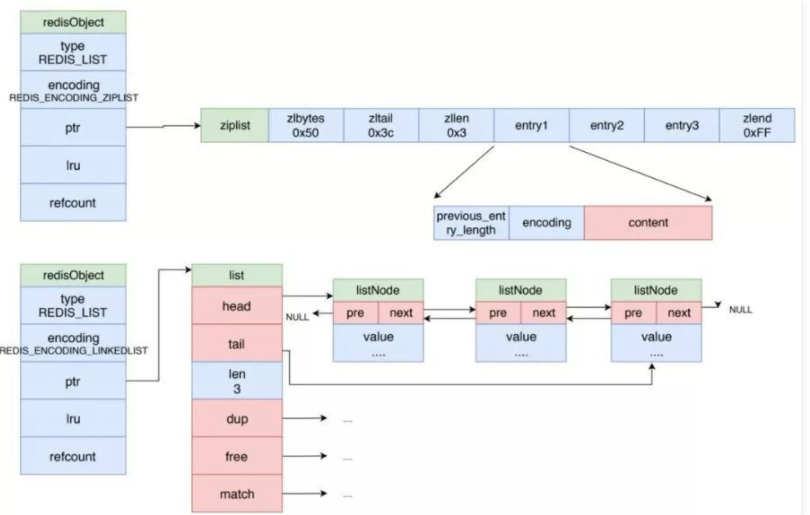 redisObject
type
REDIS_LIST
encoding
REDIS_ENCODING_ZIPLIST
ptr
lru
refcount
ziplist
zlbytes
0x50
zltail
0x3c
zllen
0x3
entry1
entry2
entry3
zlend
0xFF
previous_ent
ry_length
encoding
content
redisObject
type
REDIS_LIST
encoding
REDIS_ENCODING_LINKEDLIST
ptr
lru
refcount
list
head
tail
len
3
dup
free
match
NULL
listNode
pre
next
value
....
listNode
pre
next
value
....
listNode
pre
next
value
....
NULL
....
....
....